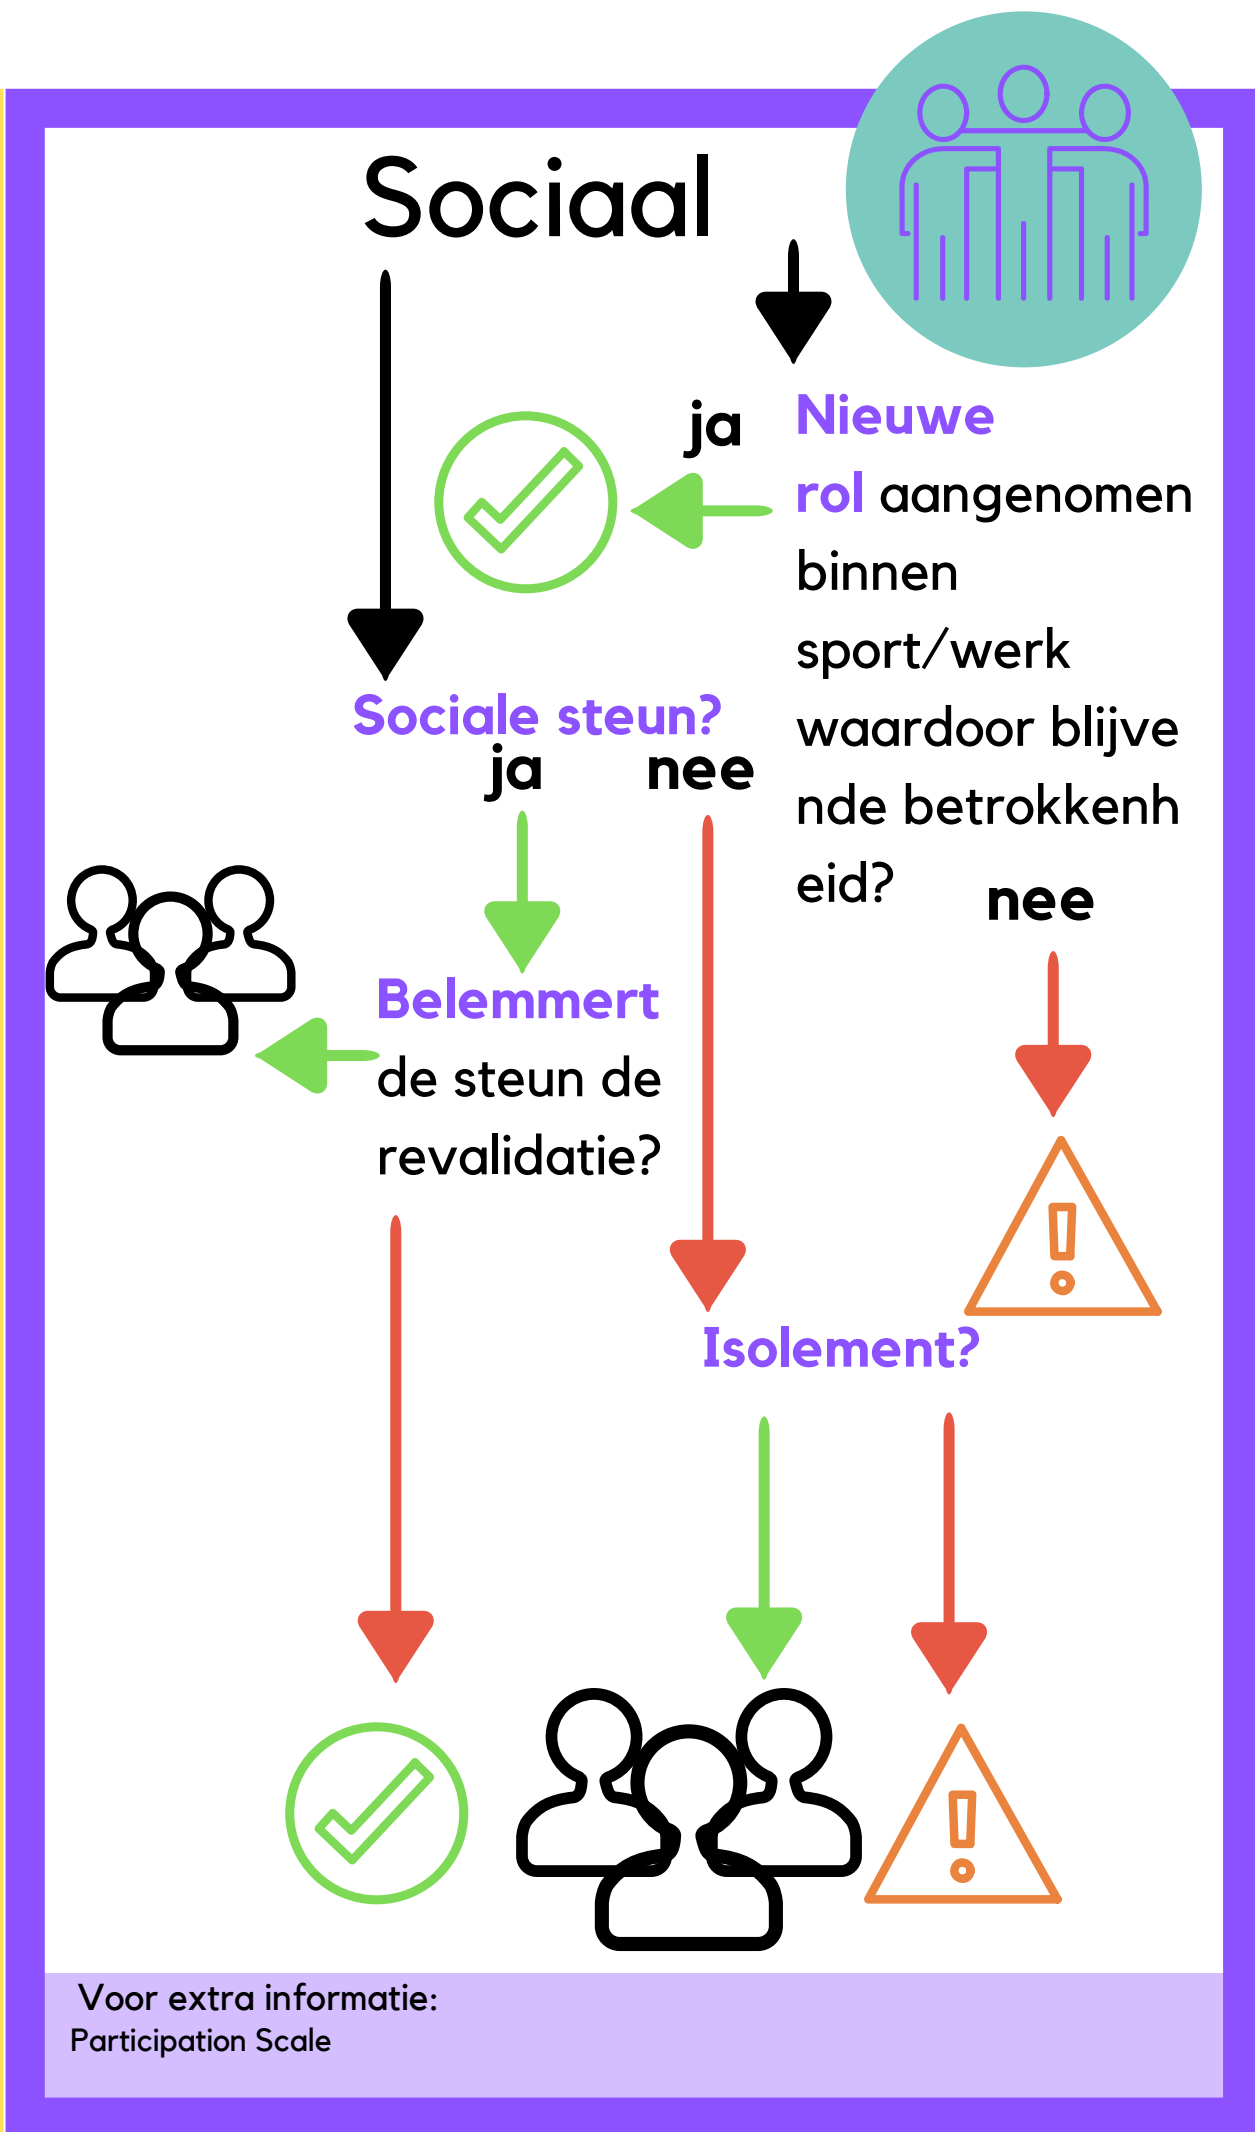 Sociaal
ja
Nieuwe
rol aangenomen
binnen
sport/werk
waardoor blijve
nde betrokkenh
eid?
nee
Sociale steun?
ja nee
Belemmert
de steun de
revalidatie?
Isolement?
Voor extra informatie:
Participation Scale